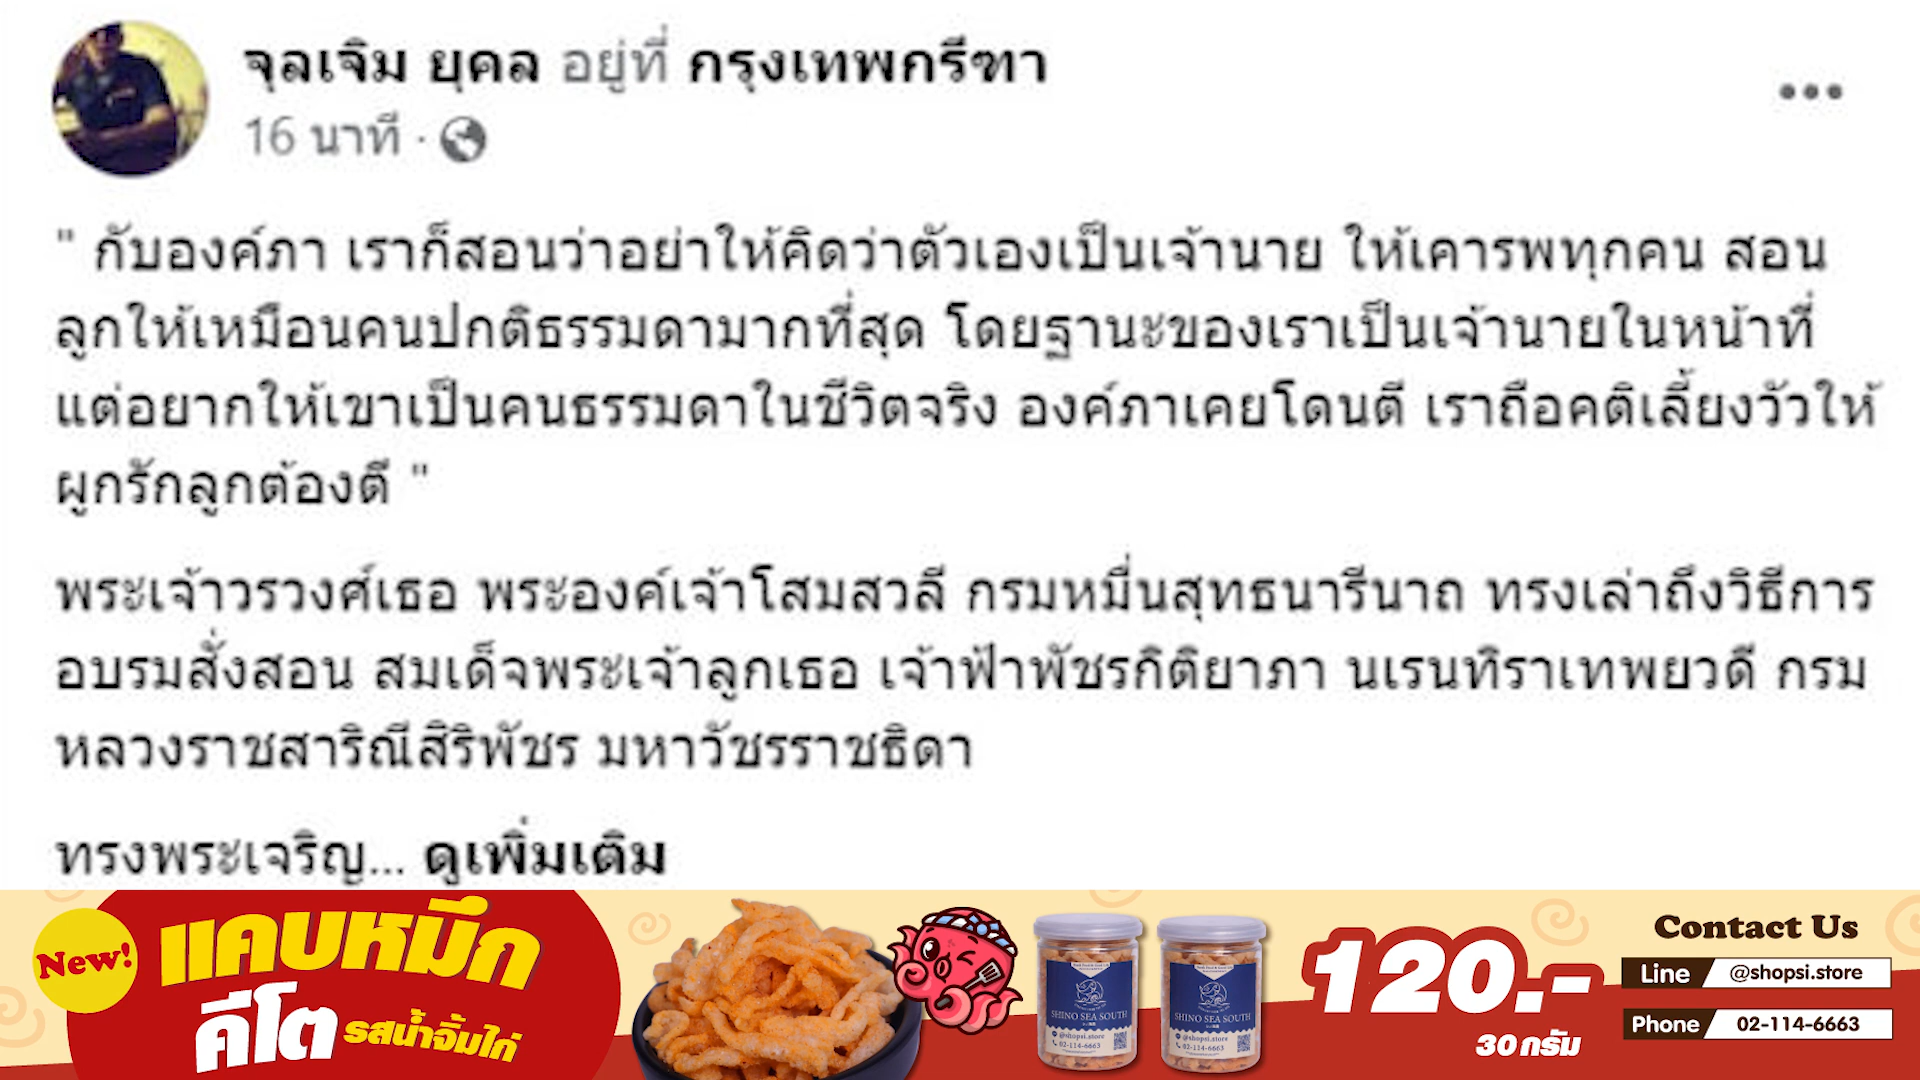 จุลเจิม ยุคล อยู่ที่ กรุงเทพกรีฑา
16 นาที ·
" กับองค์ภา เราก็สอนว่าอย่าให้คิดว่าตัวเองเป็นเจ้านาย ให้เคารพทุกคน สอน
ลูกให้เหมือนคนปกติธรรมดามากที่สุด โดยฐานะของเราเป็นเจ้านายในหน้าที่
แต่อยากให้เขาเป็นคนธรรมดาในชีวิตจริง องค์ภาเคยโดนตี เราถือคติเลี้ยงวัวให้
ผูกรักลูกต้องตี "
พระเจ้าวรวงศ์เธอ พระองค์เจ้าโสมสวลี กรมหมื่นสุทธนารีนาถ ทรงเล่าถึงวิธีการ
อบรมสั่งสอน สมเด็จพระเจ้าลูกเธอ เจ้าฟ้าพัชรกิติยาภา นเรนทิราเทพยวดี กรม
หลวงราชสาริณีสิริพัชร มหาวัชรราชธิดา
ทรงพระเจริญ... ดูเพิ่มเติม
New!
แคบหมึก
คีโต รสน้ำจิ้มไก่
SHINO SEA SOUTH
@shopsi.store
02-114-6663
SHINO SEA SOUTH
@shopsi.store
02-114-6663
120.-
30 กรัม
Contact Us
Line @shopsi.store
Phone 02-114-6663